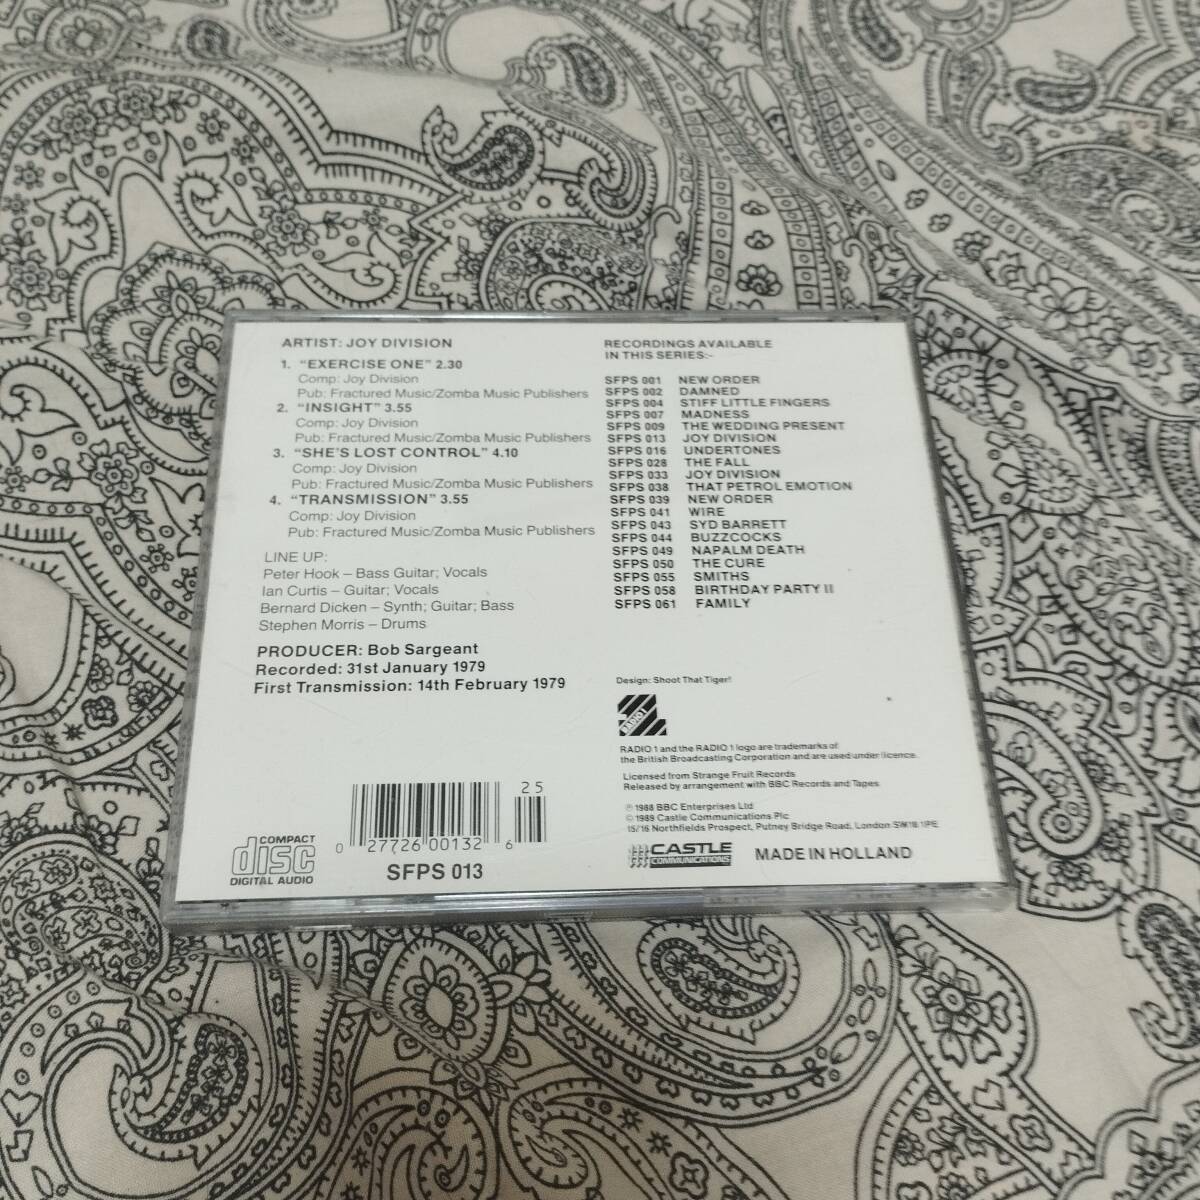 ARTIST: JOY DIVISION
1. "EXERCISE ONE" 2.30
Comp: Joy Division
Pub: Fractured Music/Zomba Music Publishers
2. "INSIGHT" 3.55
Comp: Joy Division
Pub: Fractured Music/Zomba Music Publishers
3. "SHE'S LOST CONTROL" 4.10
Comp: Joy Division
Pub: Fractured Music/Zomba Music Publishers
4. "TRANSMISSION" 3.55
Comp: Joy Division
Pub: Fractured Music/Zomba Music Publishers
LINE UP:
Peter Hook – Bass Guitar; Vocals
Ian Curtis – Guitar; Vocals
Bernard Dicken – Synth; Guitar; Bass
Stephen Morris – Drums
PRODUCER: Bob Sargeant
Recorded: 31st January 1979
First Transmission: 14th February 1979
RECORDINGS AVAILABLE
IN THIS SERIES:-
SFPS 001 NEW ORDER
SFPS 002 DAMNED
SFPS 004 STIFF LITTLE FINGERS
SFPS 007 MADNESS
SFPS 009 THE WEDDING PRESENT
SFPS 013 JOY DIVISION
SFPS 016 UNDERTONES
SFPS 028 THE FALL
SFPS 033 JOY DIVISION
SFPS 038 THAT PETROL EMOTION
SFPS 039 NEW ORDER
SFPS 041 WIRE
SFPS 043 SYD BARRETT
SFPS 044 BUZZCOCKS
SFPS 049 NAPALM DEATH
SFPS 050 THE CURE
SFPS 055 SMITHS
SFPS 058 BIRTHDAY PARTY II
SFPS 061 FAMILY
Design: Shoot That Tiger!
RADIO 1
RADIO 1 and the RADIO 1 logo are trademarks of
the British Broadcasting Corporation and are used under licence.
Licensed from Strange Fruit Records
Released by arrangement with BBC Records and Tapes
℗ 1988 BBC Enterprises Ltd
© 1989 Castle Communications Plc
15/16 Northfields Prospect, Putney Bridge Road, London SW18 1PE
CASTLE
COMMUNICATIONS
MADE IN HOLLAND
COMPACT
disc
DIGITAL AUDIO
25
0 27726 00132 6
SFPS 013